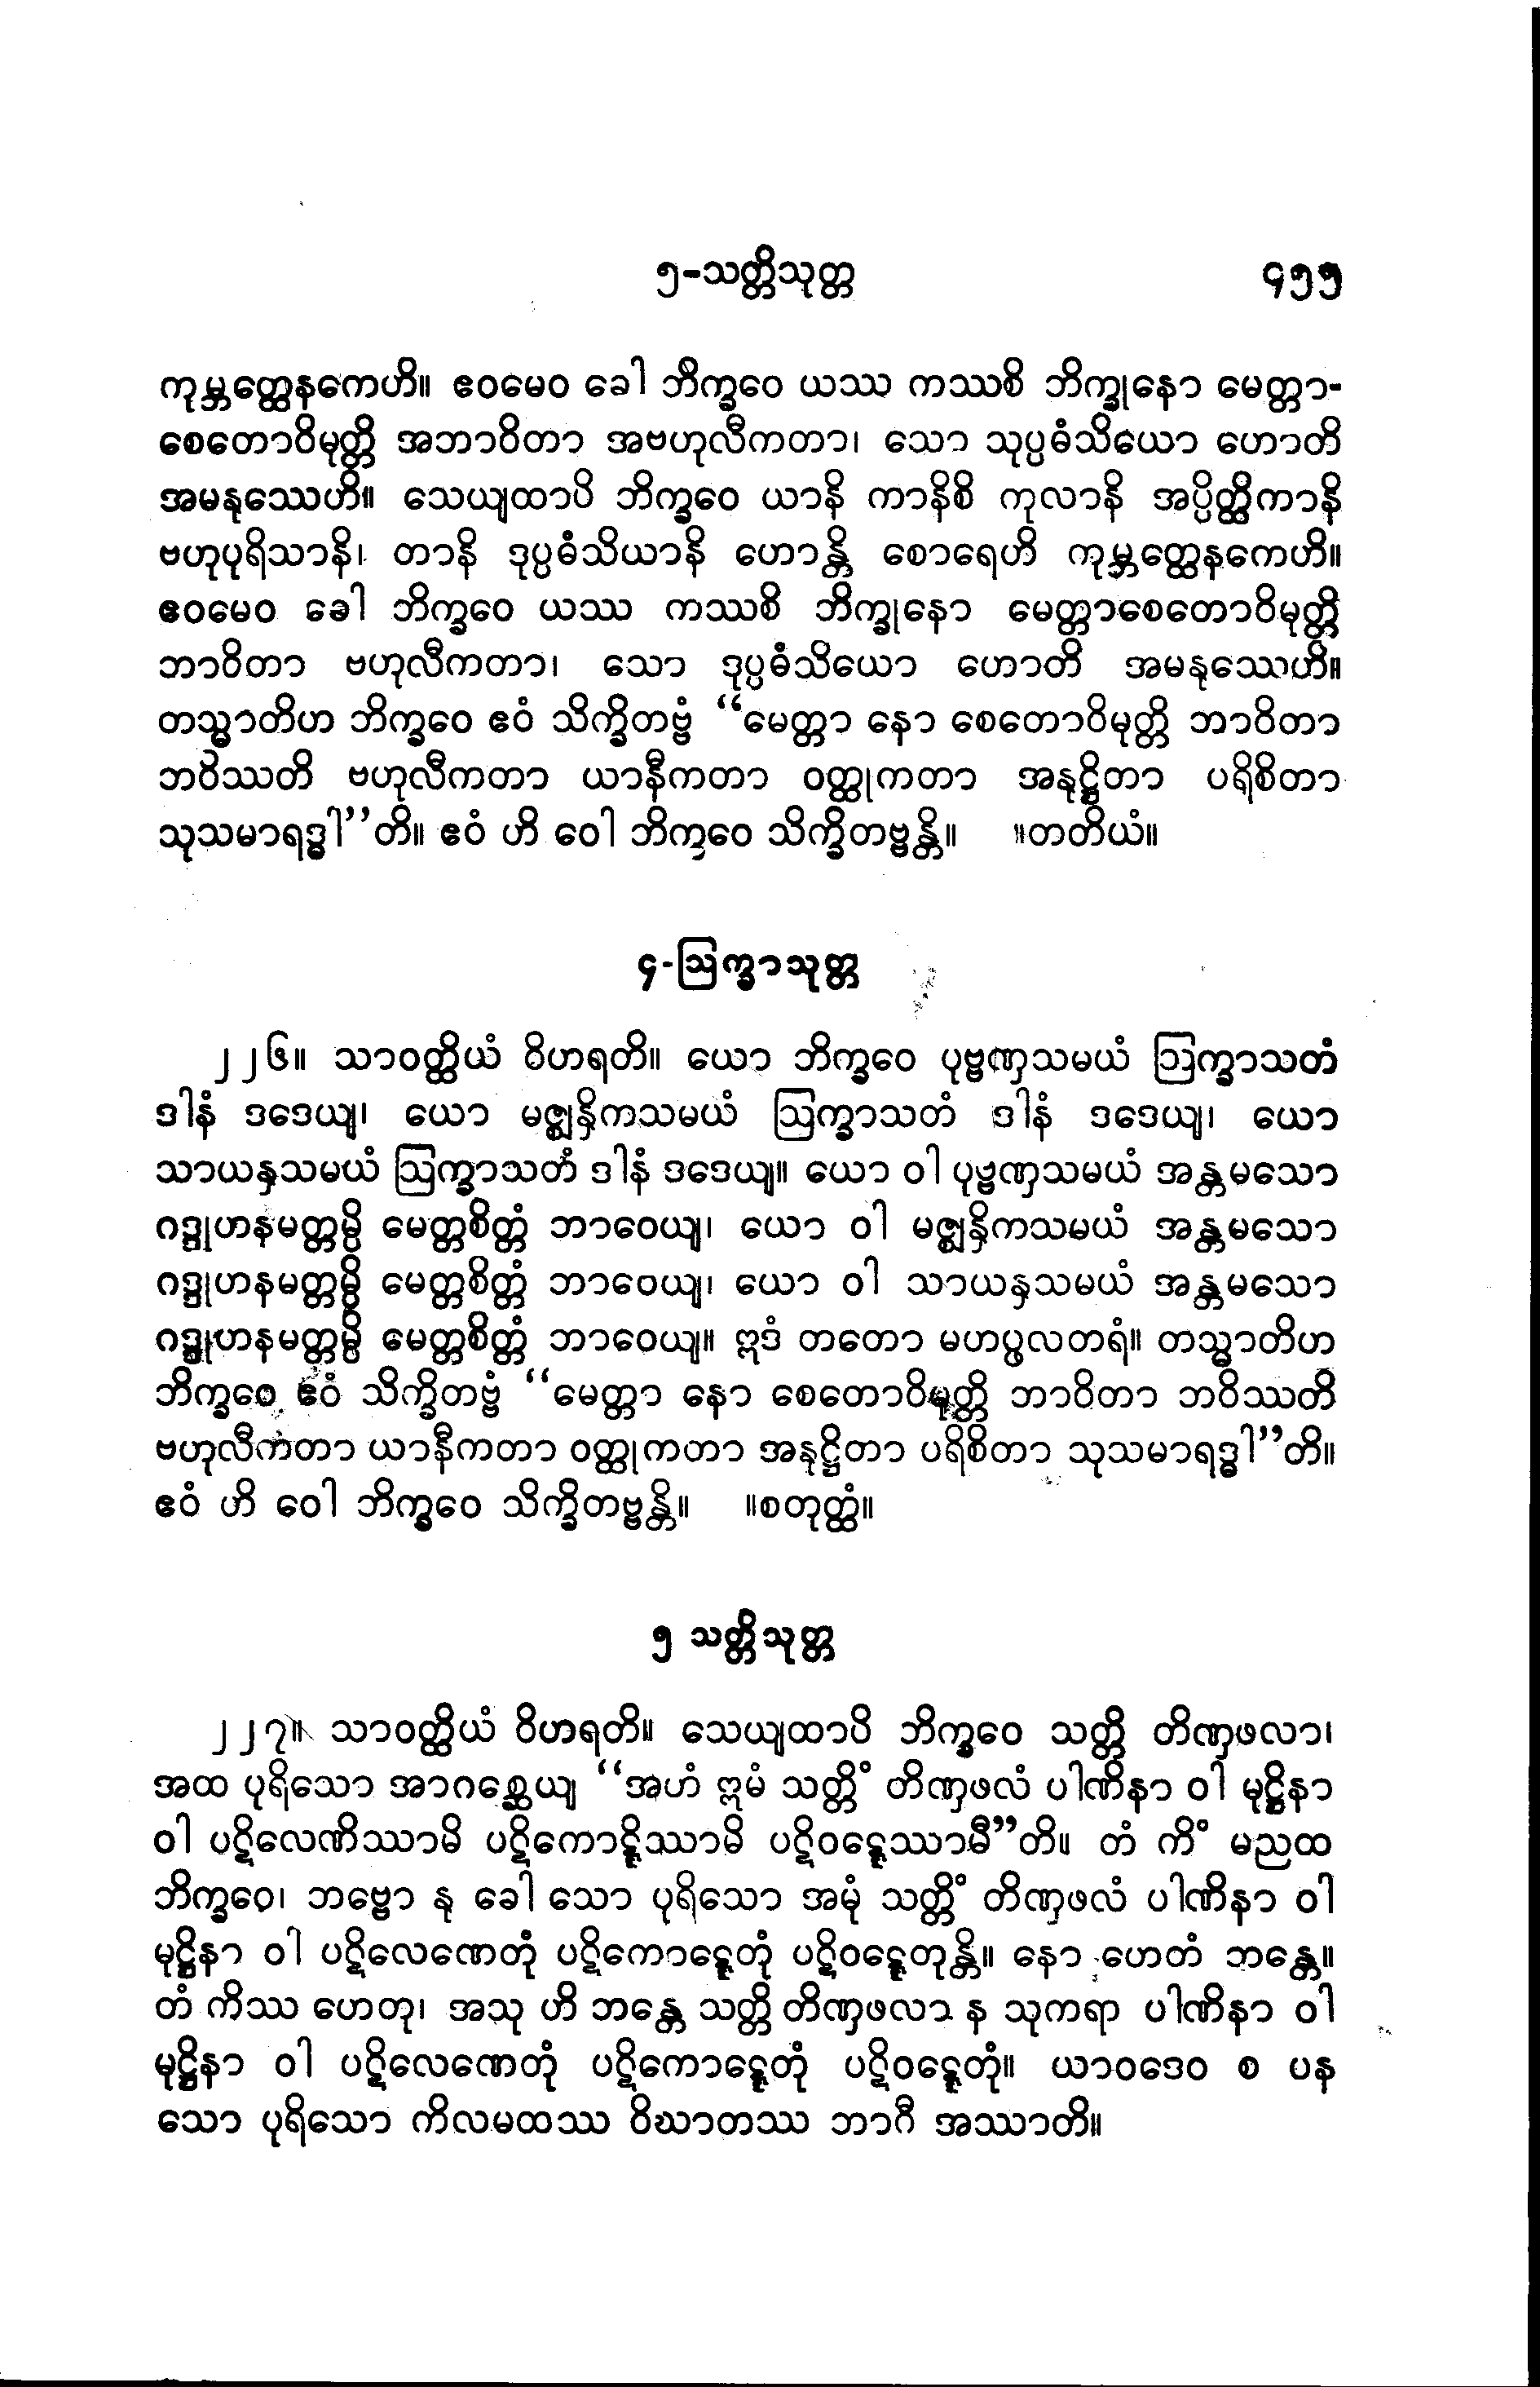 ၅-သတ္တိသုတ္တ ၄၅၅
ကုမ္ဘတ္ထေနကေဟိ။ ဧဝမေဝ ခေါ ဘိက္ခဝေ ယဿ ကဿစိ ဘိက္ခုနော မေတ္တာ-
စေတောဝိမုတ္တိ အဘာဝိတာ အဗဟုလီကတာ၊ သော သုပ္ပဓံသိယော ဟောတိ
အမနုဿေဟိ။ သေယျထာပိ ဘိက္ခဝေ ယာနိ ကာနိစိ ကုလာနိ အပ္ပိတ္ထိကာနိ
ဗဟုပုရိသာနိ၊ တာနိ ဒုပ္ပဓံသိယာနိ ဟောန္တိ စောရေဟိ ကုမ္ဘတ္ထေနကေဟိ။
ဧဝမေဝ ခေါ ဘိက္ခဝေ ယဿ ကဿစိ ဘိက္ခုနော မေတ္တာစေတောဝိမုတ္တိ
ဘာဝိတာ ဗဟုလီကတာ၊ သော ဒုပ္ပဓံသိယော ဟောတိ အမနုဿေဟိ။
တသ္မာတိဟ ဘိက္ခဝေ ဧဝံ သိက္ခိတဗ္ဗံ “မေတ္တာ နော စေတောဝိမုတ္တိ ဘာဝိတာ
ဘဝိဿတိ ဗဟုလီကတာ ယာနီကတာ ဝတ္ထုကတာ အနုဋ္ဌိတာ ပရိစိတာ
သုသမာရဒ္ဓါ”တိ။ ဧဝံ ဟိ ဝေါ ဘိက္ခဝေ သိက္ခိတဗ္ဗန္တိ။ ။တတိယံ။
၄-ဩက္ခာသုတ္တ
၂၂၆။ သာဝတ္ထိယံ ဝိဟရတိ။ ယော ဘိက္ခဝေ ပုဗ္ဗဏှသမယံ ဩက္ခာသတံ
ဒါနံ ဒဒေယျ၊ ယော မဇ္ဈနှိကသမယံ ဩက္ခာသတံ ဒါနံ ဒဒေယျ၊ ယော
သာယနှသမယံ ဩက္ခာသတံ ဒါနံ ဒဒေယျ။ ယော ဝါ ပုဗ္ဗဏှသမယံ အန္တမသော
ဂဒ္ဒုဟနမတ္တမ္ပိ မေတ္တစိတ္တံ ဘာဝေယျ၊ ယော ဝါ မဇ္ဈနှိကသမယံ အန္တမသော
ဂဒ္ဒုဟနမတ္တမ္ပိ မေတ္တစိတ္တံ ဘာဝေယျ၊ ယော ဝါ သာယနှသမယံ အန္တမသော
ဂဒ္ဒုဟနမတ္တမ္ပိ မေတ္တစိတ္တံ ဘာဝေယျ။ ဣဒံ တတော မဟပ္ဖလတရံ။ တသ္မာတိဟ
ဘိက္ခဝေ ဧဝံ သိက္ခိတဗ္ဗံ “မေတ္တာ နော စေတောဝိမုတ္တိ ဘာဝိတာ ဘဝိဿတိ
ဗဟုလီကတာ ယာနီကတာ ဝတ္ထုကတာ အနုဋ္ဌိတာ ပရိစိတာ သုသမာရဒ္ဓါ”တိ။
ဧဝံ ဟိ ဝေါ ဘိက္ခဝေ သိက္ခိတဗ္ဗန္တိ။ ။စတုတ္ထံ။
၅ သတ္တိသုတ္တ
၂၂၇။ သာဝတ္ထိယံ ဝိဟရတိ။ သေယျထာပိ ဘိက္ခဝေ သတ္တိ တိဏှဖလာ၊
အထ ပုရိသော အာဂစ္ဆေယျ “အဟံ ဣမံ သတ္တိံ တိဏှဖလံ ပါဏိနာ ဝါ မုဋ္ဌိနာ
ဝါ ပဋိလေဏိဿာမိ ပဋိကောဋ္ဋိဿာမိ ပဋိဝဋ္ဋေဿာမီ”တိ။ တံ ကိံ မညထ
ဘိက္ခဝေ၊ ဘဗ္ဗော နု ခေါ သော ပုရိသော အမုံ သတ္တိံ တိဏှဖလံ ပါဏိနာ ဝါ
မုဋ္ဌိနာ ဝါ ပဋိလေဏေတုံ ပဋိကောဋ္ဋေတုံ ပဋိဝဋ္ဋေတုန္တိ။ နော ဟေတံ ဘန္တေ။
တံ ကိဿ ဟေတု၊ အသု ဟိ ဘန္တေ သတ္တိ တိဏှဖလာ န သုကရာ ပါဏိနာ ဝါ
မုဋ္ဌိနာ ဝါ ပဋိလေဏေတုံ ပဋိကောဋ္ဋေတုံ ပဋိဝဋ္ဋေတုံ။ ယာဝဒေဝ စ ပန
သော ပုရိသော ကိလမထဿ ဝိဃာတဿ ဘာဂီ အဿာတိ။